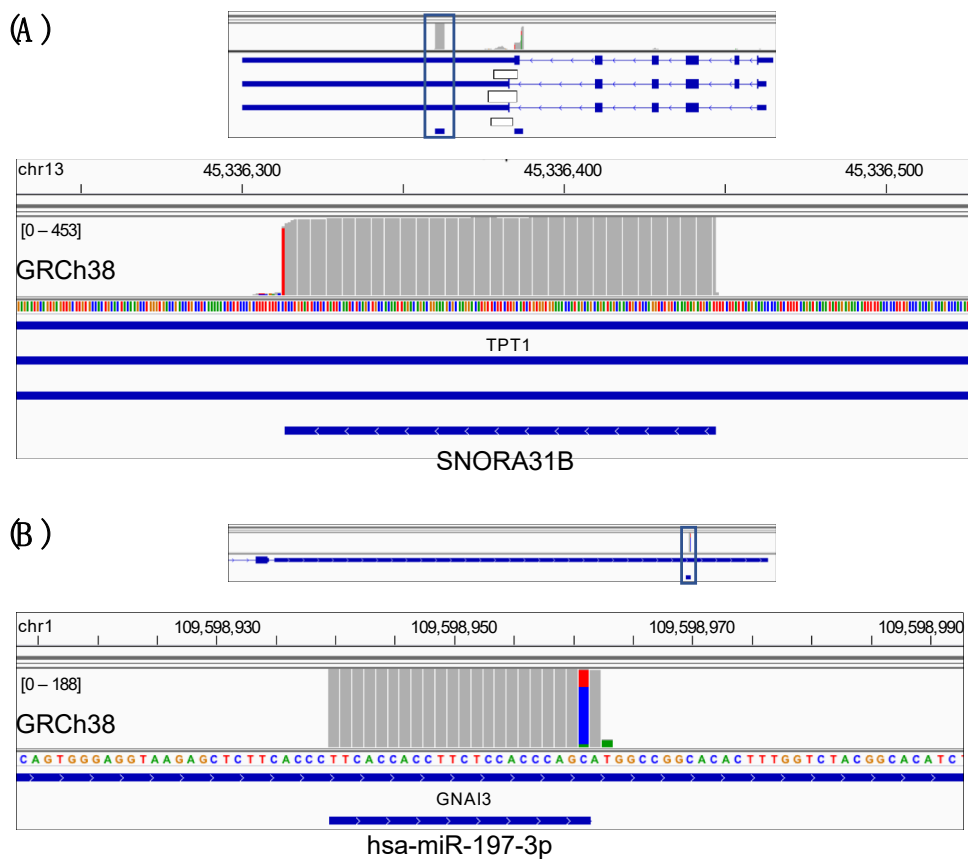 (A)
chr13
45,336,300 45,336,400 45,336,500
[0 – 453]
GRCh38
TPT1
SNORA31B
(B)
chr1
109,598,930 109,598,950 109,598,970 109,598,990
[0 – 188]
GRCh38
CAGTGGGAGGTAAGAGCTCTTCACCCTTCACCACCTTCTCCACCCAGCATGGCCGGCACACTTTGGTCTACGGCACATC
GNAI3
hsa-miR-197-3p